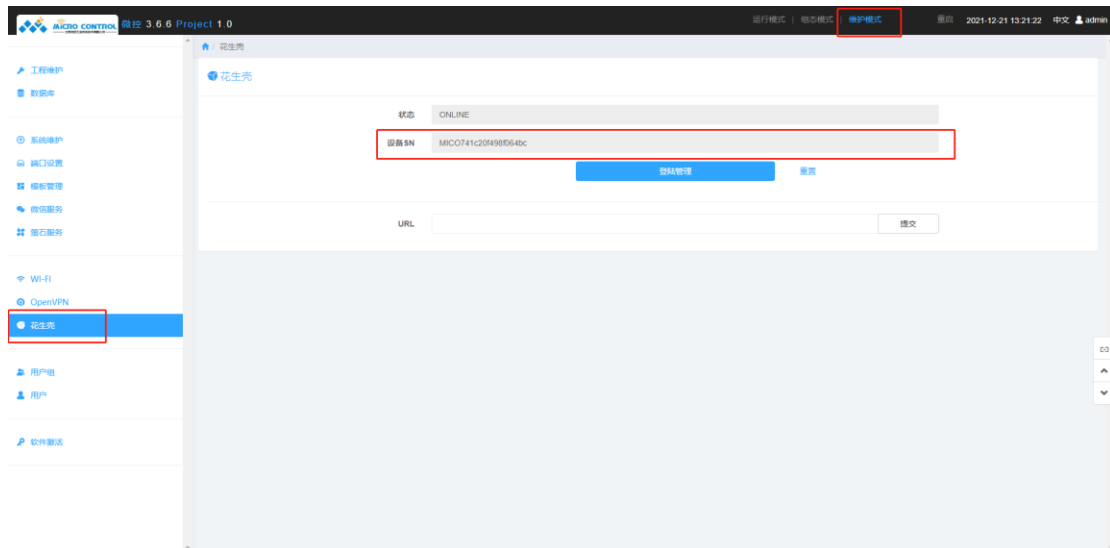 MICRO CONTROL 微控 3.6.6 Project 1.0
运行模式 | 组态模式 | 维护模式 重启 2021-12-21 13:21:22 中文 admin
/ 花生壳
工程维护
数据库
系统维护
端口设置
模板管理
微信服务
萤石服务
WI-FI
OpenVPN
花生壳
用户组
用户
软件激活
花生壳
状态 ONLINE
设备SN MICO741c20f498f064bc
登陆管理 重置
URL 提交